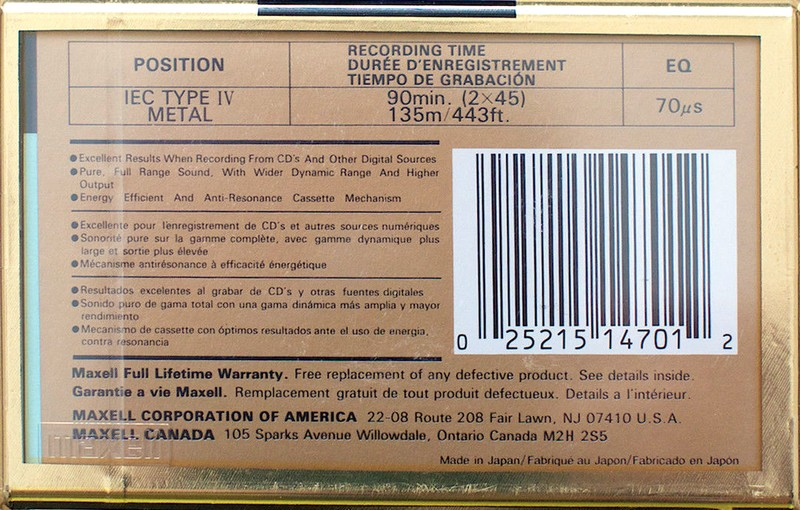 POSITION
RECORDING TIME
DURÉE D'ENREGISTREMENT
TIEMPO DE GRABACIÓN
EQ
IEC TYPE IV
METAL
90min. (2×45)
135m/443ft.
70μs
●Excellent Results When Recording From CD's And Other Digital Sources
●Pure, Full Range Sound, With Wider Dynamic Range And Higher
Output
●Energy Efficient And Anti-Resonance Cassette Mechanism
●Excellente pour l'enregistrement de CD's et autres sources numériques
●Sonorité pure sur la gamme complète, avec gamme dynamique plus
large et sortie plus élevée
●Mécanisme antirésonance à efficacité énergétique
●Resultados excelentes al grabar de CD's y otras fuentes digitales
●Sonido puro de gama total con una gama dinámica más amplia y mayor
rendimiento
●Mecanismo de cassette con óptimos resultados ante el uso de energia,
contra resonancia
0 25215 14701 2
Maxell Full Lifetime Warranty. Free replacement of any defective product. See details inside.
Garantie a vie Maxell. Remplacement gratuit de tout produit defectueux. Details a l'intérieur.
MAXELL CORPORATION OF AMERICA 22-08 Route 208 Fair Lawn, NJ 07410 U.S.A.
MAXELL CANADA 105 Sparks Avenue Willowdale, Ontario Canada M2H 2S5
maxell
Made in Japan/Fabriqué au Japon/Fabricado en Japón